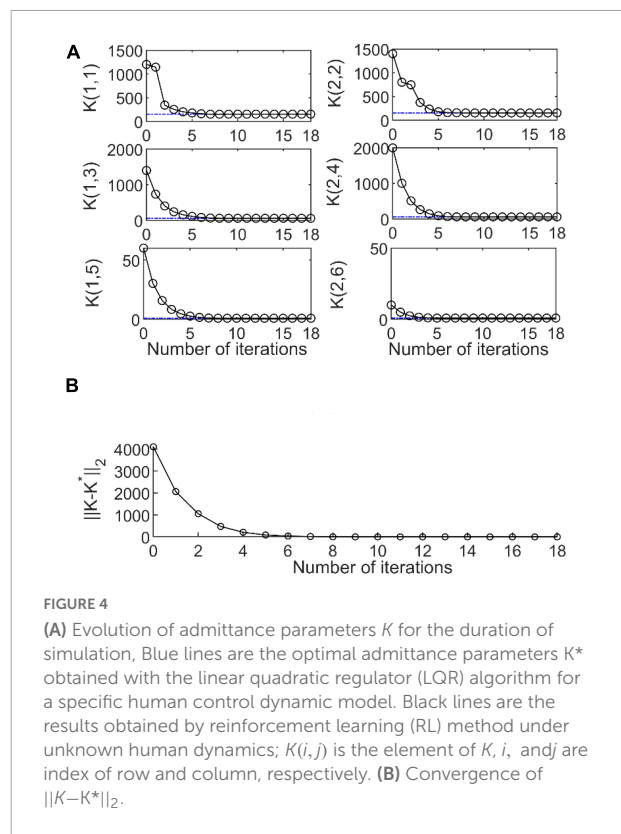 A
1500
1000
500
0
K(1,1)
0 5 10 15 18
1500
1000
500
0
K(2,2)
0 5 10 15 18
2000
1000
0
K(1,3)
0 5 10 15 18
2000
1000
0
K(2,4)
0 5 10 15 18
50
0
K(1,5)
0 5 10 15 18
Number of iterations
50
0
K(2,6)
0 5 10 15 18
Number of iterations
B
4000
3000
2000
1000
0
||K-K*||2
0 2 4 6 8 10 12 14 16 18
Number of iterations
FIGURE 4
(A) Evolution of admittance parameters K for the duration of
simulation, Blue lines are the optimal admittance parameters K*
obtained with the linear quadratic regulator (LQR) algorithm for
a specific human control dynamic model. Black lines are the
results obtained by reinforcement learning (RL) method under
unknown human dynamics; K(i, j) is the element of K, i, andj are
index of row and column, respectively. (B) Convergence of
||K−K*||2.